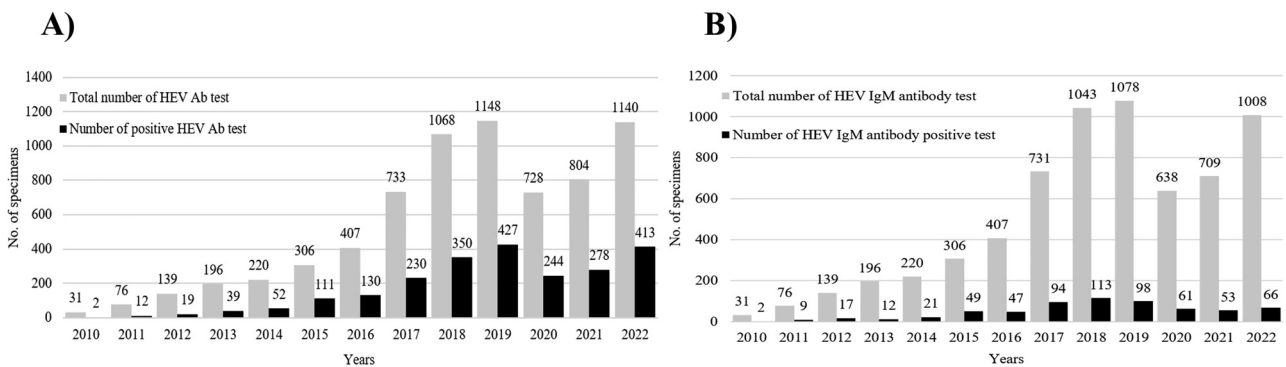 A)
1400
1200
1000
800
600
400
200
0
No. of specimens
Total number of HEV Ab test
Number of positive HEV Ab test
31 2 76 12 139 19 196 39 220 52 306 111 407 130 733 230 1068 350 1148 427 728 244 804 278 1140 413
2010 2011 2012 2013 2014 2015 2016 2017 2018 2019 2020 2021 2022
Years
B)
1200
1000
800
600
400
200
0
No. of specimens
Total number of HEV IgM antibody test
Number of HEV IgM antibody positive test
31 2 76 9 139 17 196 12 220 21 306 49 407 47 731 94 1043 113 1078 98 638 61 709 53 1008 66
2010 2011 2012 2013 2014 2015 2016 2017 2018 2019 2020 2021 2022
Years